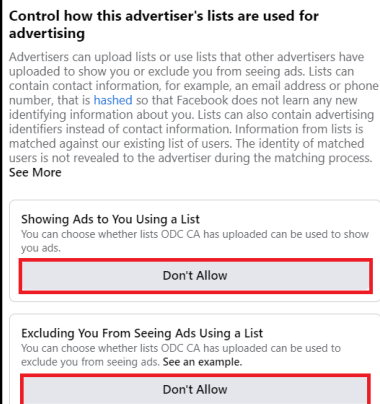 Control how this advertiser's lists are used for
advertising
Advertisers can upload lists or use lists that other advertisers have
uploaded to show you or exclude you from seeing ads. Lists can
contain contact information, for example, an email address or phone
number, that is hashed so that Facebook does not learn any new
identifying information about you. Lists can also contain advertising
identifiers instead of contact information. Information from lists is
matched against our existing list of users. The identity of matched
users is not revealed to the advertiser during the matching process.
See More
Showing Ads to You Using a List
You can choose whether lists ODC CA has uploaded can be used to show
you ads.
Don't Allow
Excluding You From Seeing Ads Using a List
You can choose whether lists ODC CA has uploaded can be used to
exclude you from seeing ads. See an example.
Don't Allow